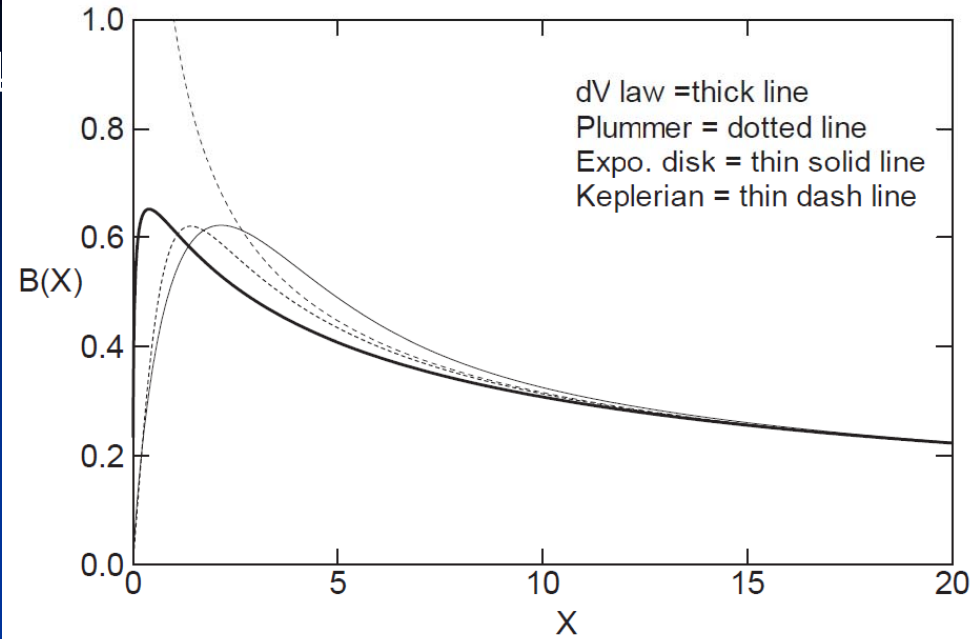 1.0
0.8
0.6
0.4
0.2
0.0
B(X)
dV law =thick line
Plummer = dotted line
Expo. disk = thin solid line
Keplerian = thin dash line
0 5 10 15 20
X